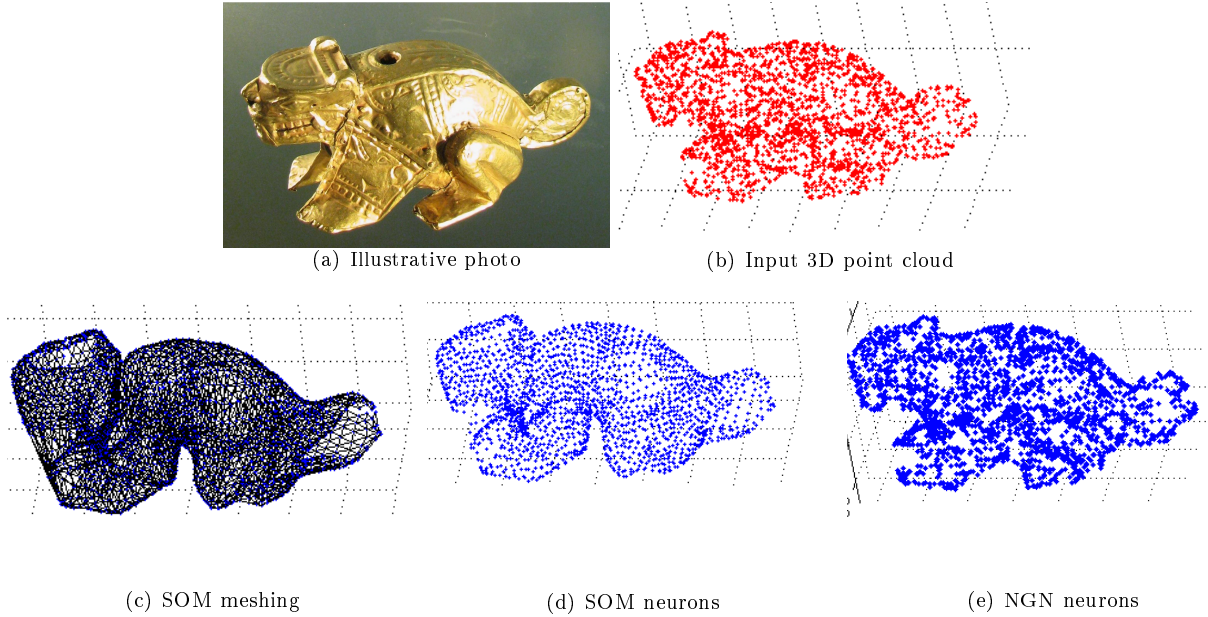 (a) Illustrative photo
(b) Input 3D point cloud
(c) SOM meshing
(d) SOM neurons
(e) NGN neurons